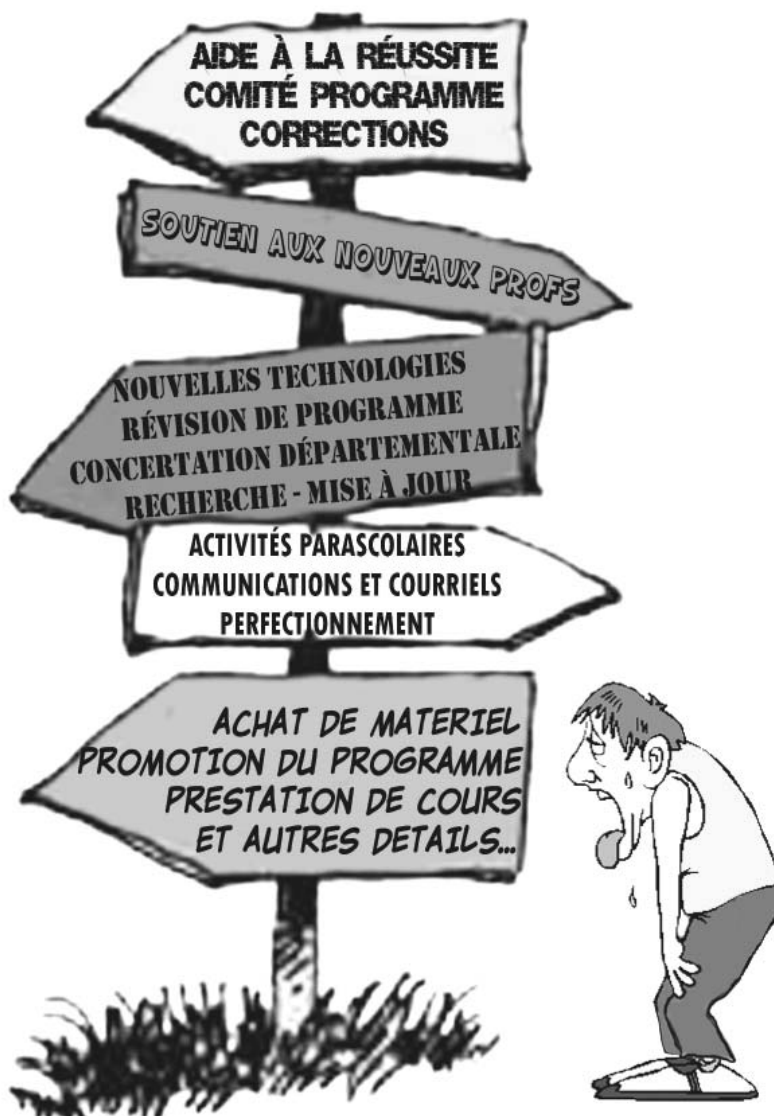 AIDE À LA RÉUSSITE
COMITÉ PROGRAMME
CORRECTIONS
SOUTIEN AUX NOUVEAUX PROFS
NOUVELLES TECHNOLOGIES
RÉVISION DE PROGRAMME
CONCERTATION DÉPARTEMENTALE
RECHERCHE - MISE À JOUR
ACTIVITÉS PARASCOLAIRES
COMMUNICATIONS ET COURRIELS
PERFECTIONNEMENT
ACHAT DE MATERIEL
PROMOTION DU PROGRAMME
PRESTATION DE COURS
ET AUTRES DETAILS...